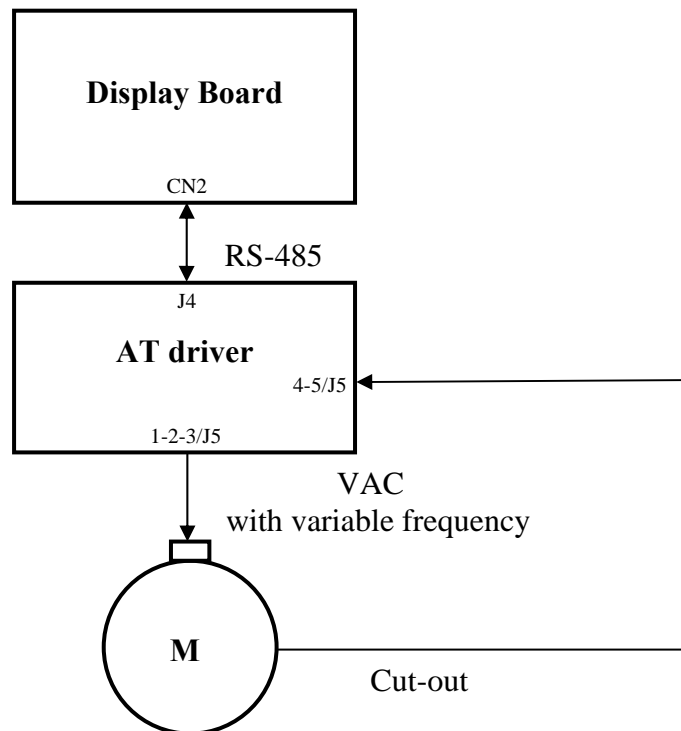 Display Board
CN2
RS-485
J4
AT driver
4-5/J5
1-2-3/J5
VAC
with variable frequency
M
Cut-out